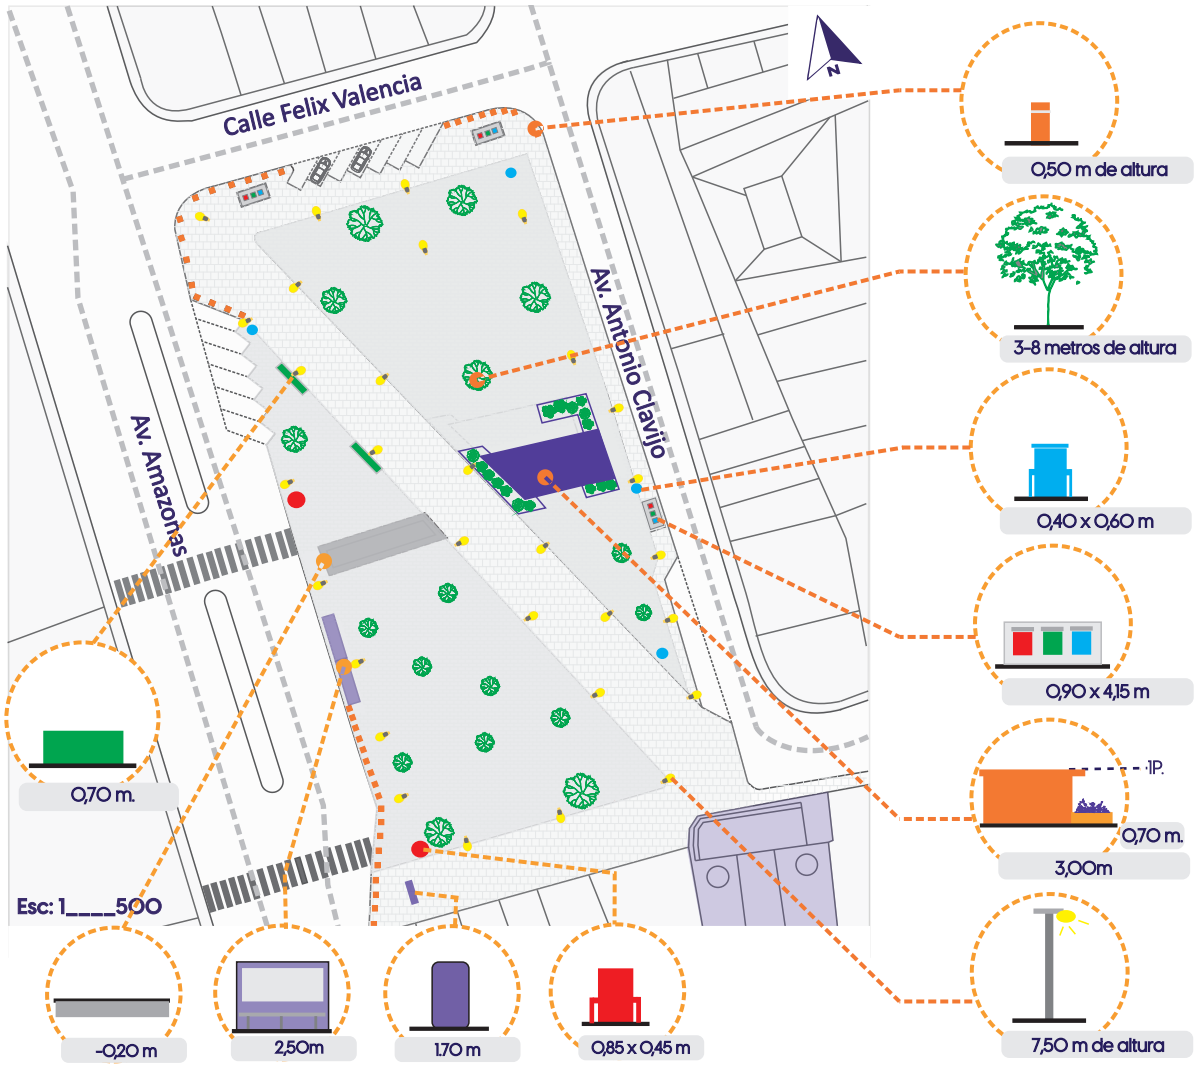 N
Calle Felix Valencia
0,50 m de altura
Av. Antonio Clavijo
3-8 metros de altura
Av. Amazonas
0,40 x 0,60 m
0,90 x 4,15 m
1P.
0,70 m.
0,70 m.
3,00m
Esc: 1____500
7,50 m de altura
-0,20 m
2,50m
1.70 m
0,85 x 0,45 m